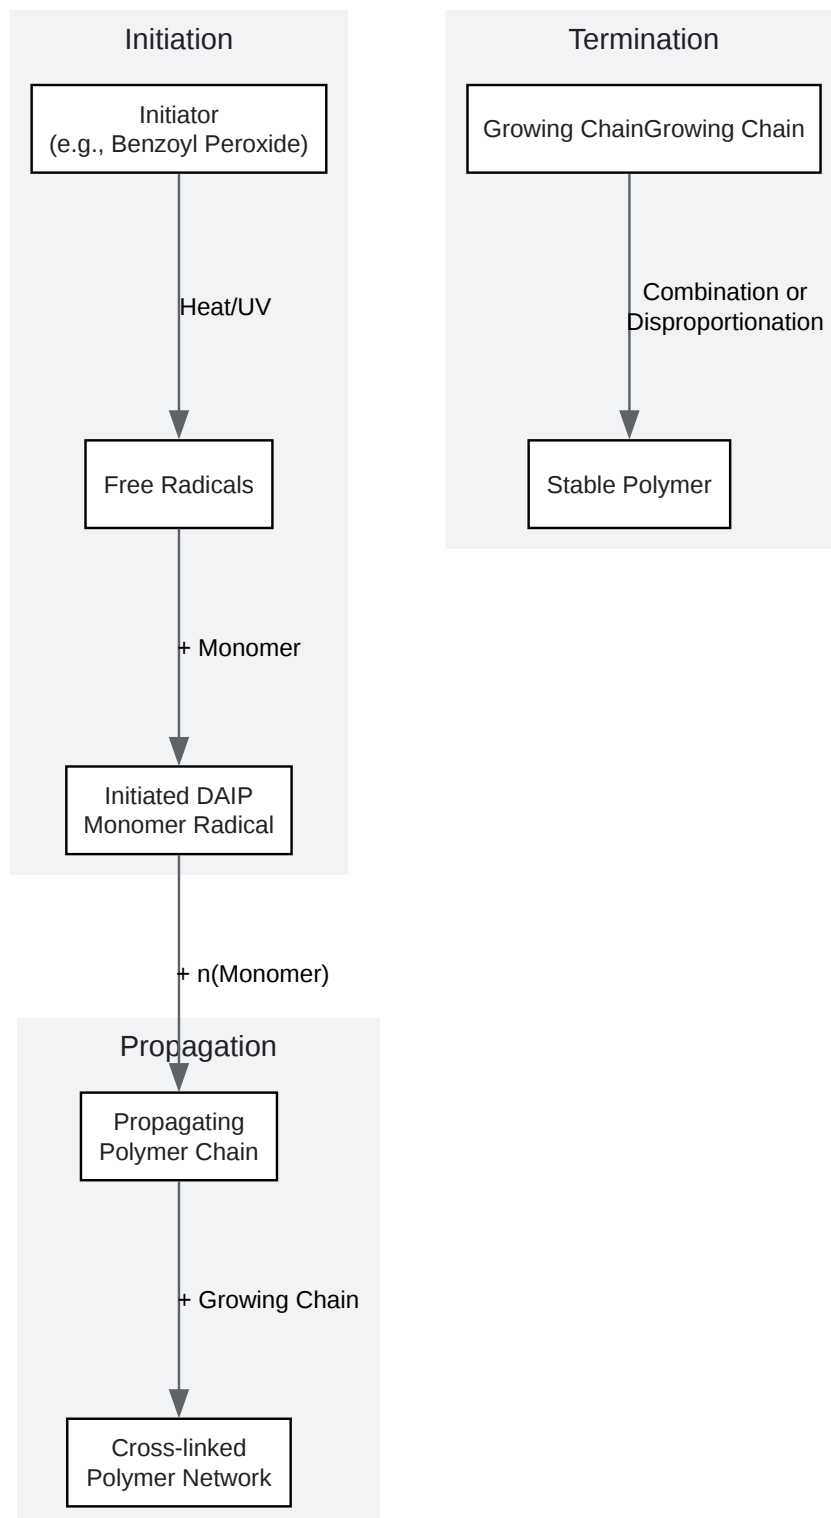 Initiation
Initiator
(e.g., Benzoyl Peroxide)
Heat/UV
Free Radicals
+ Monomer
Initiated DAIP
Monomer Radical
+ n(Monomer)
Propagation
Propagating
Polymer Chain
+ Growing Chain
Cross-linked
Polymer Network
Termination
Growing ChainGrowing Chain
Combination or
Disproportionation
Stable Polymer